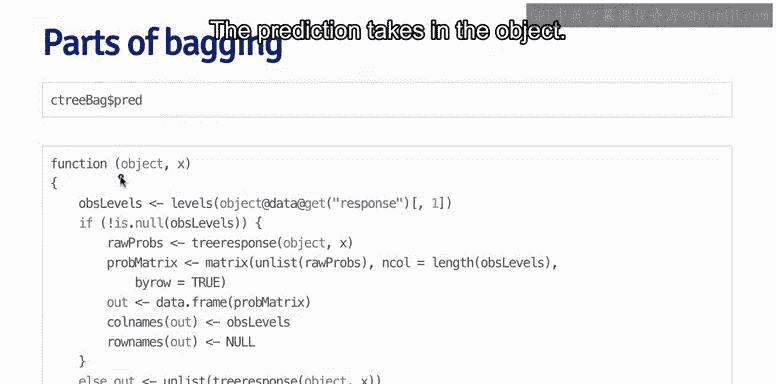 The prediction takes in the object.
Parts of bagging
ctreeBag$pred
function (object, x)
{
    obsLevels <- levels(object@data@get("response")[, 1])
    if (!is.null(obsLevels)) {
        rawProbs <- treeresponse(object, x)
        probMatrix <- matrix(unlist(rawProbs), ncol = length(obsLevels),
            byrow = TRUE)
        out <- data.frame(probMatrix)
        colnames(out) <- obsLevels
        rownames(out) <- NULL
    }
    else out <- unlist(treeresponse(object, x))